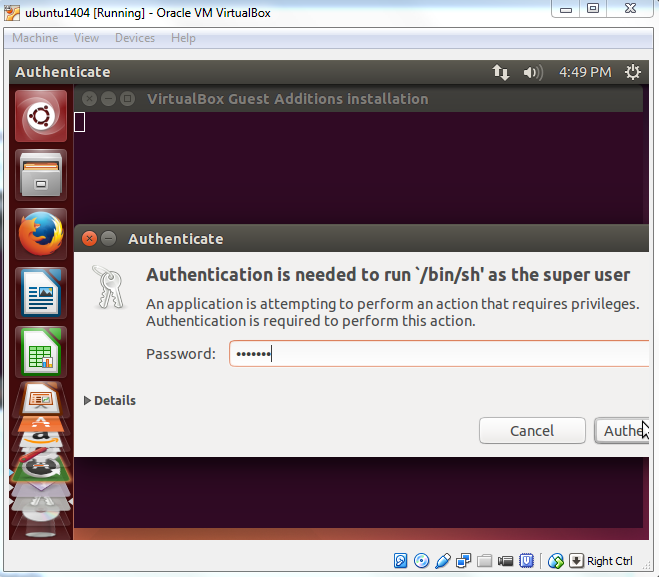 ubuntu1404 [Running] - Oracle VM VirtualBox
Machine View Devices Help
Authenticate 4:49 PM
VirtualBox Guest Additions installation
Authenticate
Authentication is needed to run `/bin/sh' as the super user
An application is attempting to perform an action that requires privileges.
Authentication is required to perform this action.
Password: •••••••
Details
Cancel Authe
Right Ctrl